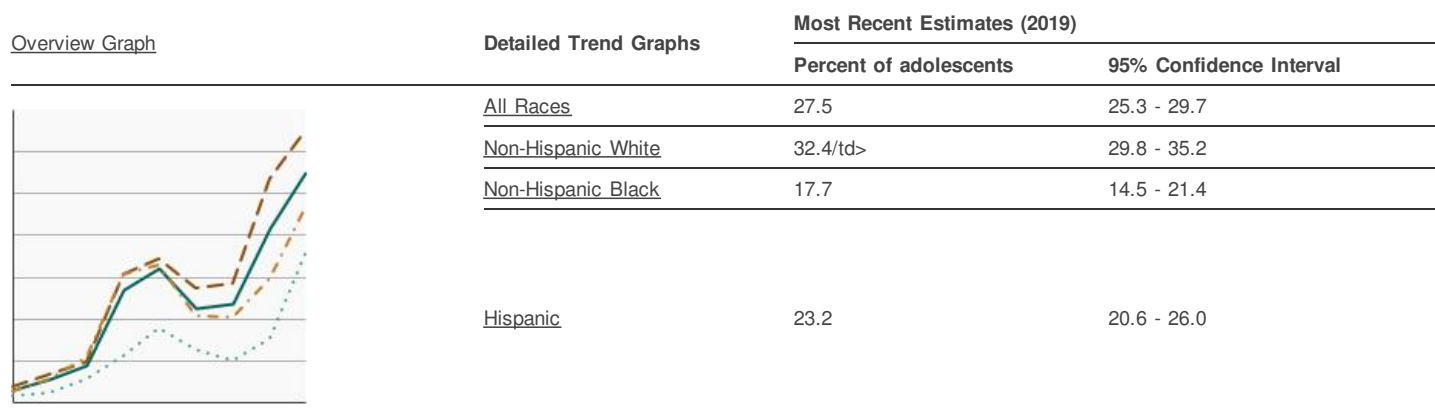 Overview Graph
Detailed Trend Graphs
Most Recent Estimates (2019)
Percent of adolescents
95% Confidence Interval
All Races 27.5 25.3 - 29.7
Non-Hispanic White 32.4/td> 29.8 - 35.2
Non-Hispanic Black 17.7 14.5 - 21.4
Hispanic 23.2 20.6 - 26.0